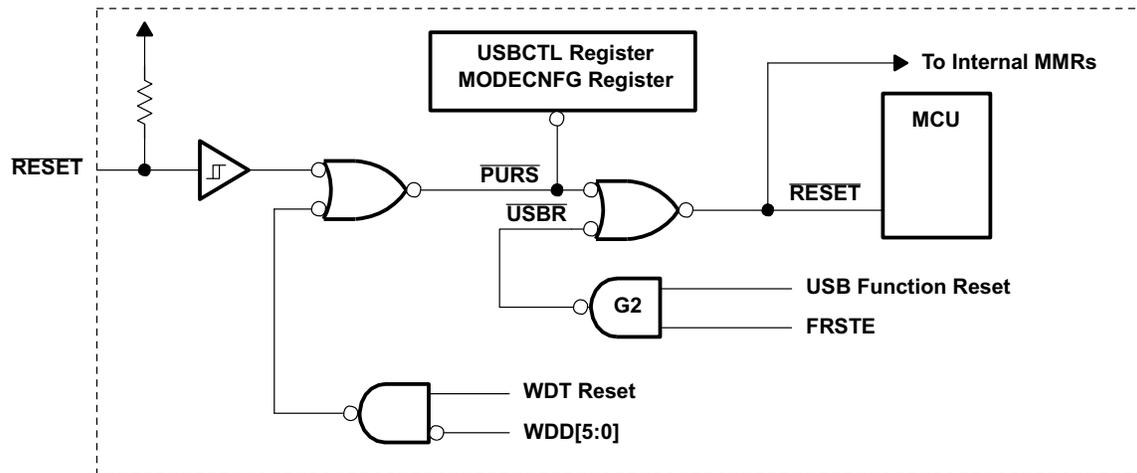 USBCTL Register
MODECNFG Register
To Internal MMRs
MCU
RESET
PURS
RESET
USBR
G2
USB Function Reset
FRSTE
WDT Reset
WDD[5:0]